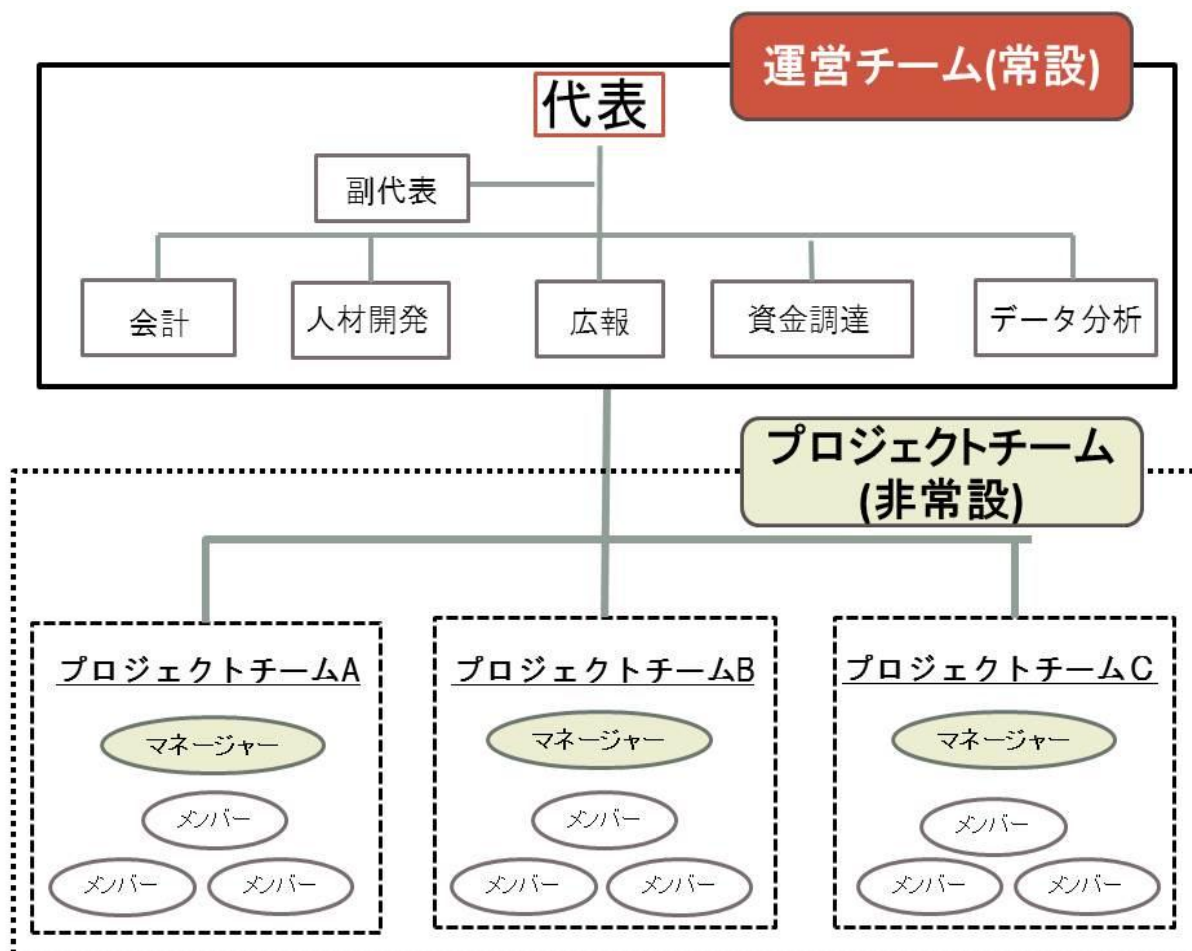 運営チーム(常設)
代表
副代表
会計
人材開発
広報
資金調達
データ分析
プロジェクトチーム
(非常設)
プロジェクトチームA
マネージャー
メンバー
メンバー
メンバー
プロジェクトチームB
マネージャー
メンバー
メンバー
メンバー
プロジェクトチームC
マネージャー
メンバー
メンバー
メンバー